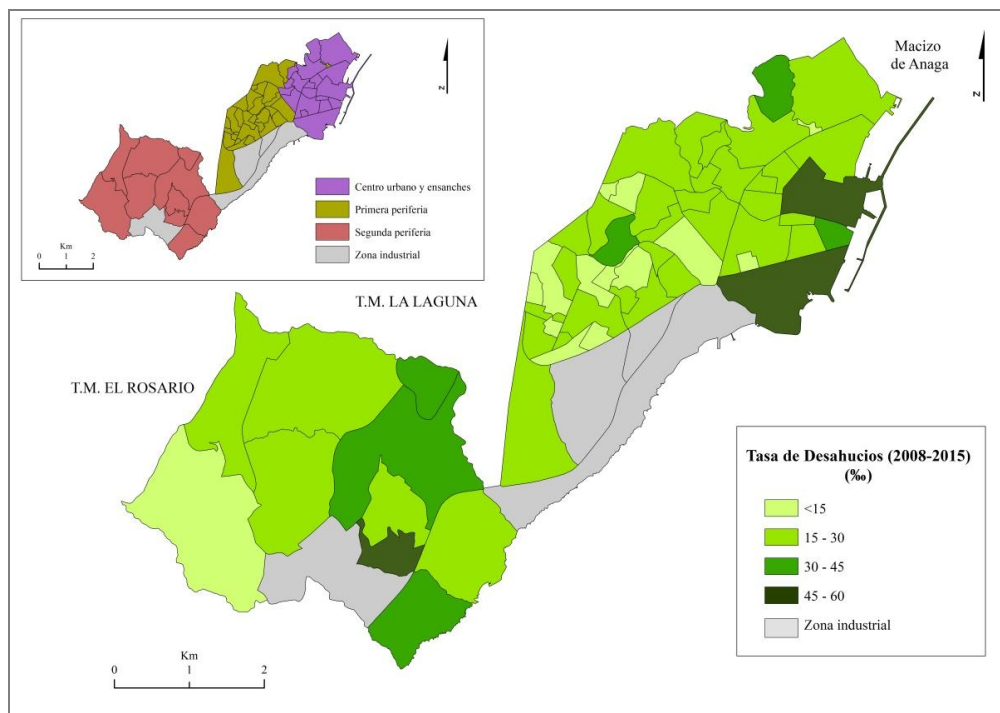 Macizo
de Anaga
N
N
Centro urbano y ensanches
Primera periferia
Segunda periferia
Zona industrial
Km
0 1 2
T.M. LA LAGUNA
T.M. EL ROSARIO
Tasa de Desahucios (2008-2015)
(‰)
<15
15 - 30
30 - 45
45 - 60
Zona industrial
Km
0 1 2